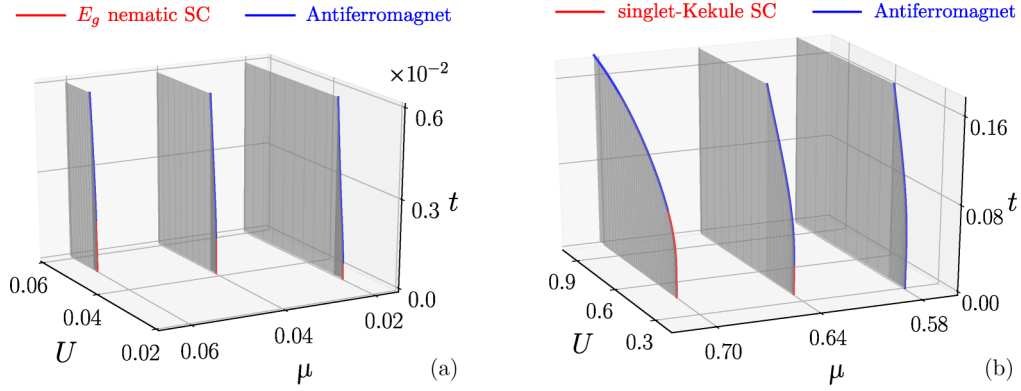 E_g nematic SC
Antiferromagnet
×10⁻²
0.6
0.3
t
0.0
0.06
0.04
0.02
U
0.06
0.04
0.02
μ
(a)
singlet-Kekule SC
Antiferromagnet
0.16
0.08
t
0.00
0.9
0.6
0.3
U
0.70
0.64
0.58
μ
(b)